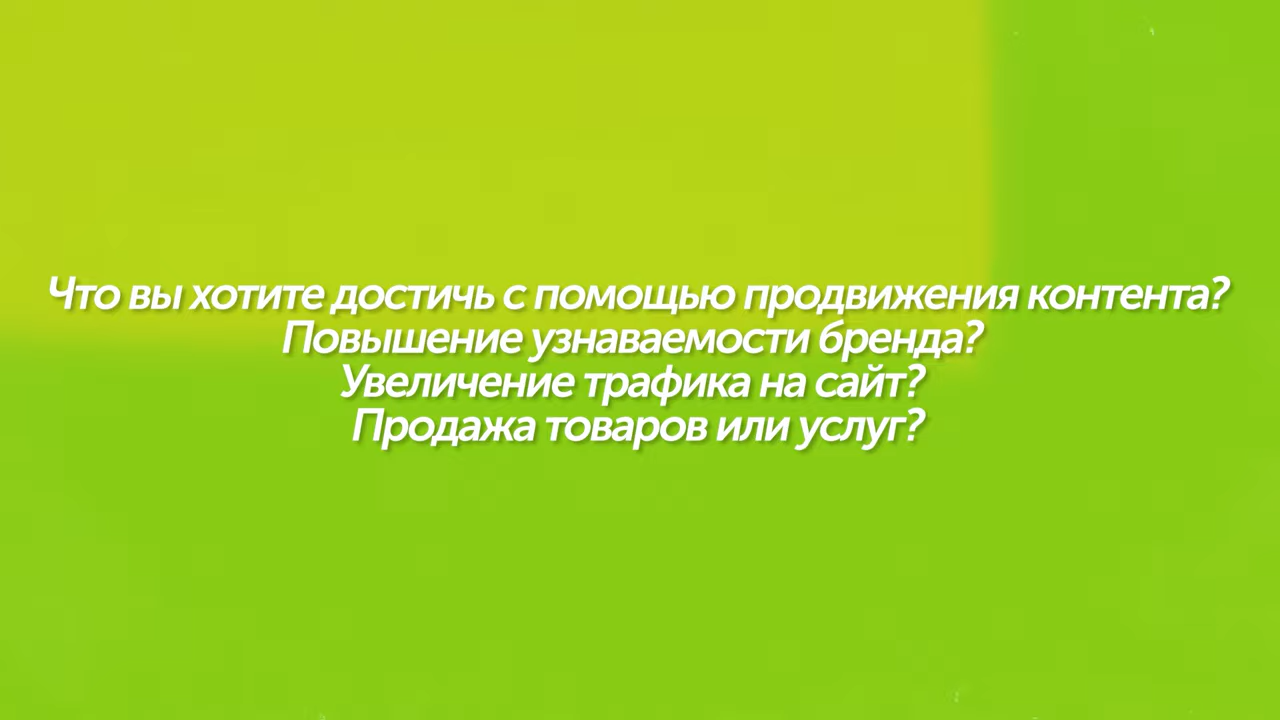 Что вы хотите достичь с помощью продвижения контента?
Повышение узнаваемости бренда?
Увеличение трафика на сайт?
Продажа товаров или услуг?